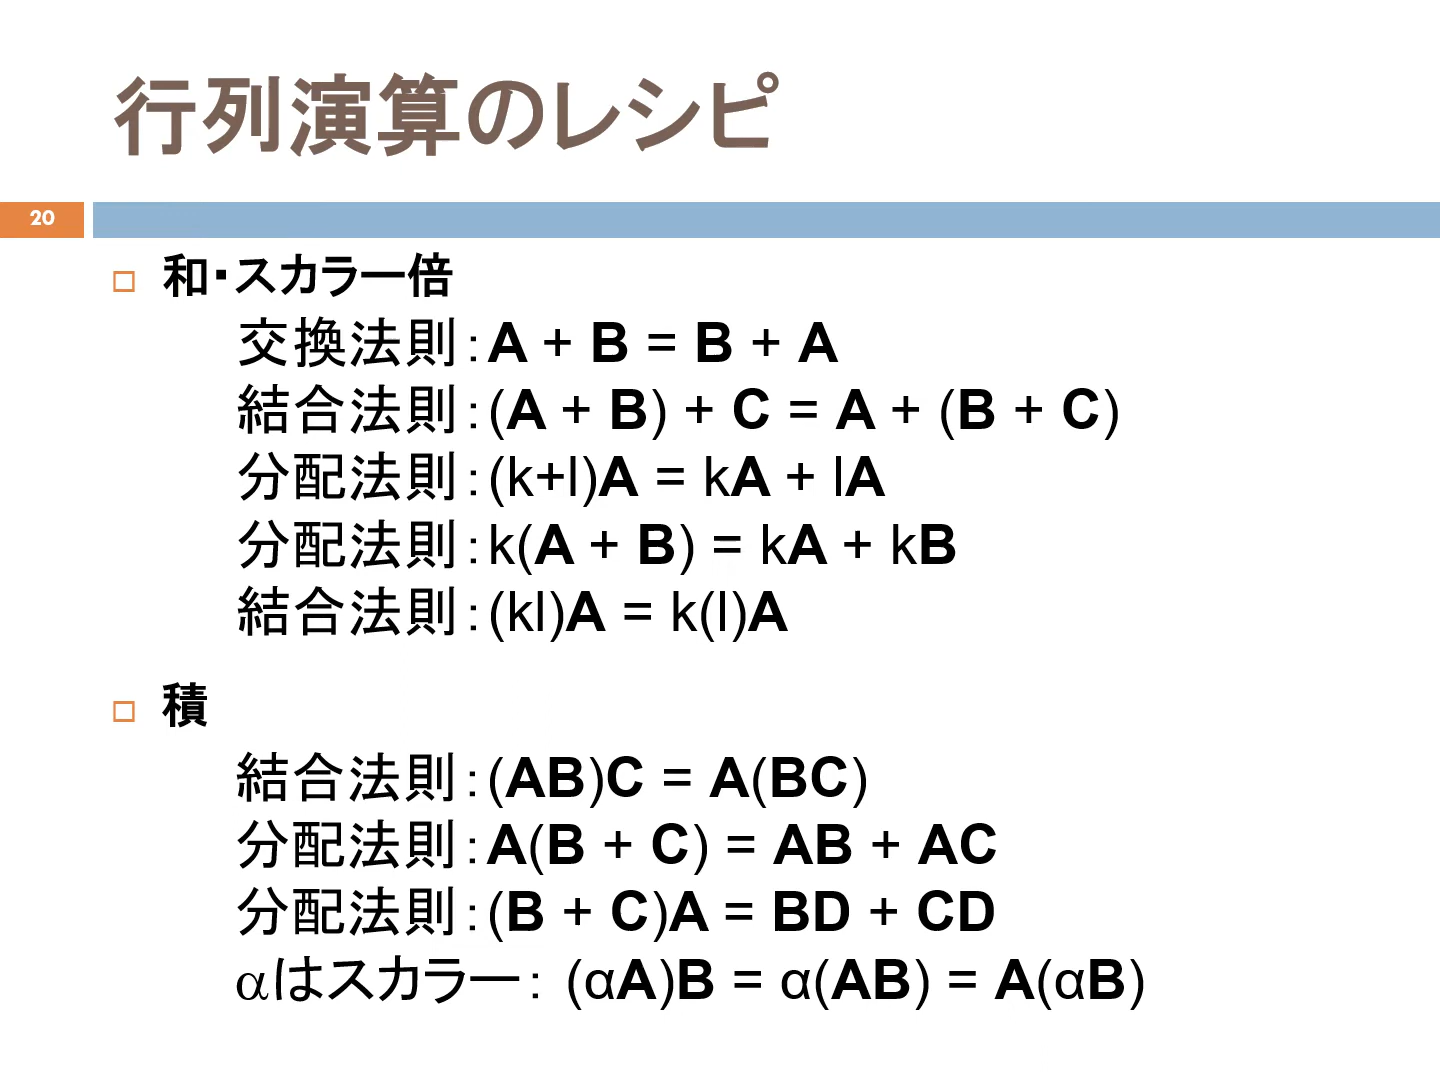 行列演算のレシピ
20
和・スカラー倍
交換法則：A + B = B + A
結合法則：(A + B) + C = A + (B + C)
分配法則：(k+l)A = kA + lA
分配法則：k(A + B) = kA + kB
結合法則：(kl)A = k(l)A
積
結合法則：(AB)C = A(BC)
分配法則：A(B + C) = AB + AC
分配法則：(B + C)A = BD + CD
αはスカラー： (αA)B = α(AB) = A(αB)